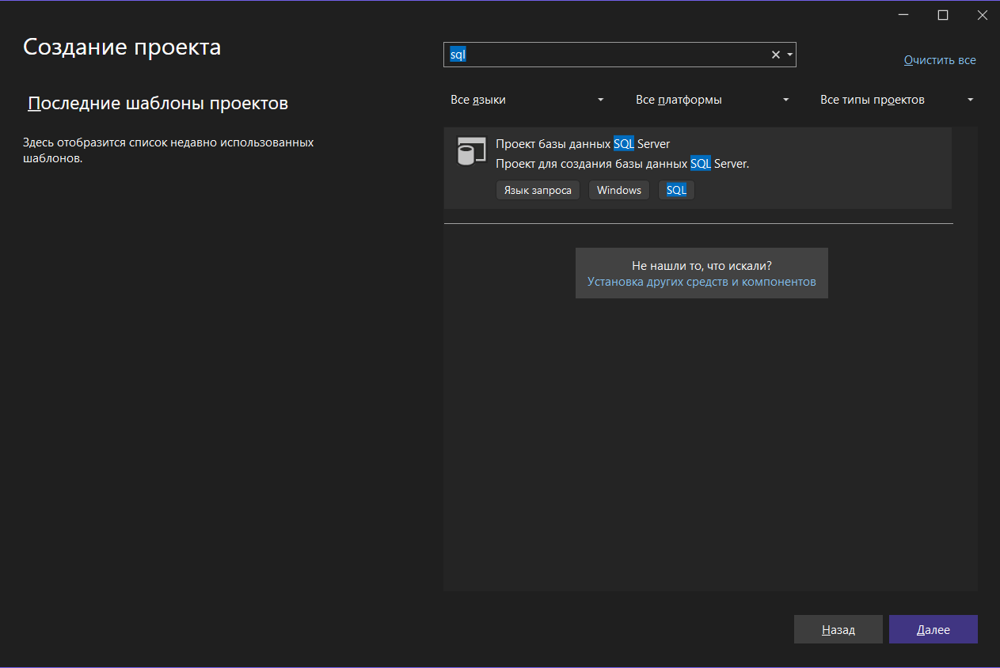 Создание проекта
sql
Очистить все
Последние шаблоны проектов
Здесь отобразится список недавно использованных
шаблонов.
Все языки
Все платформы
Все типы проектов
Проект базы данных SQL Server
Проект для создания базы данных SQL Server.
Язык запроса
Windows
SQL
Не нашли то, что искали?
Установка других средств и компонентов
Назад
Далее